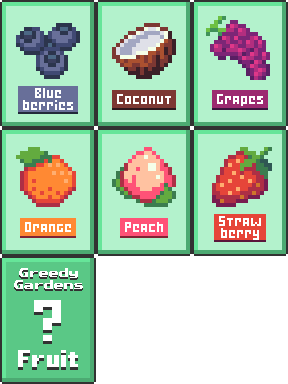 Blue
berries
Coconut
Grapes
Orange
Peach
Straw
berry
Greedy
Gardens
?
Fruit